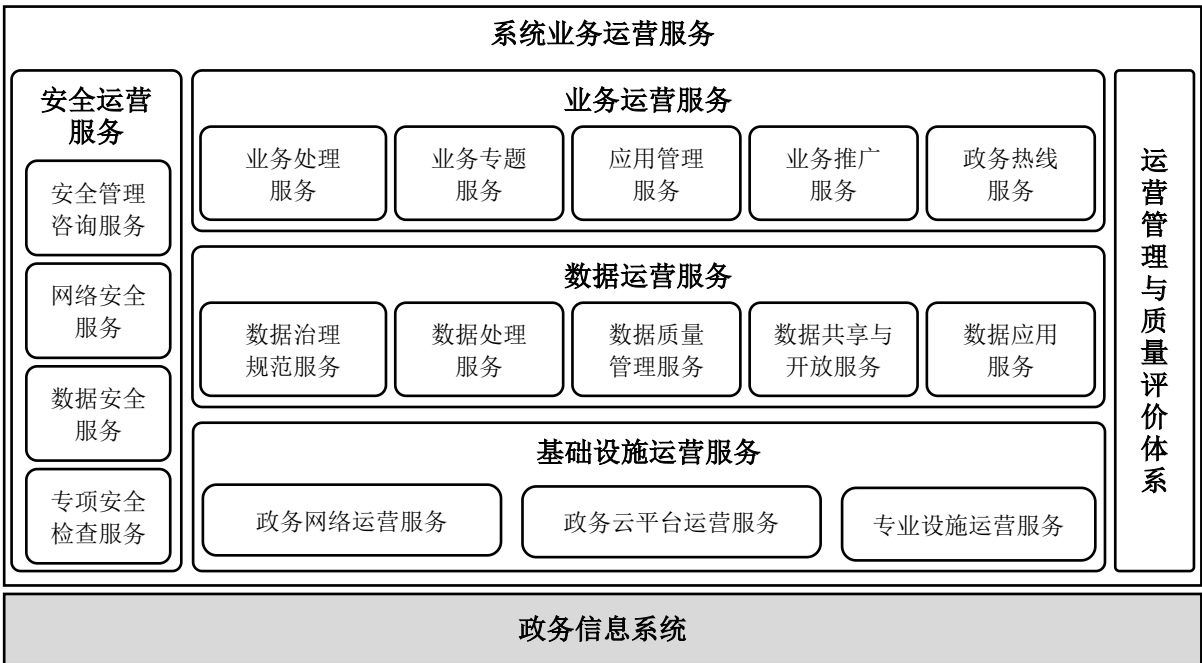 系统业务运营服务
安全运营
服务
安全管理
咨询服务
网络安全
服务
数据安全
服务
专项安全
检查服务
业务运营服务
业务处理
服务
业务专题
服务
应用管理
服务
业务推广
服务
政务热线
服务
数据运营服务
数据治理
规范服务
数据处理
服务
数据质量
管理服务
数据共享与
开放服务
数据应用
服务
基础设施运营服务
政务网络运营服务
政务云平台运营服务
专业设施运营服务
运营管理与质量评价体系
政务信息系统